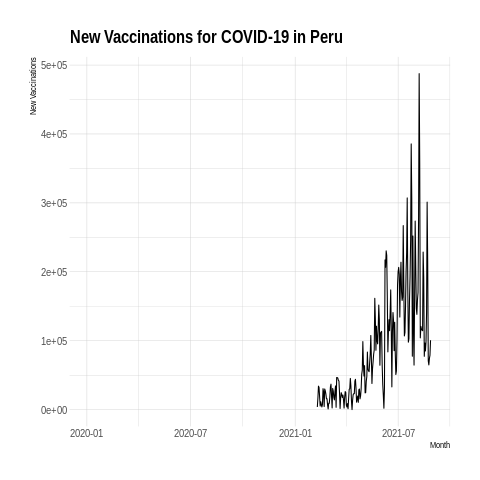 New Vaccinations for COVID-19 in Peru
New Vaccinations
5e+05
4e+05
3e+05
2e+05
1e+05
0e+00
2020-01 2020-07 2021-01 2021-07
Month